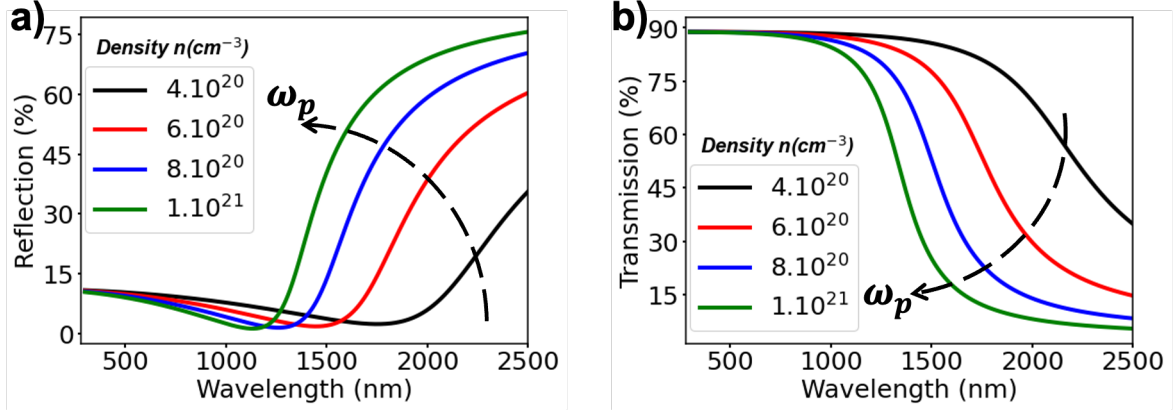 a)
75
60
45
30
15
0
Reflection (%)
Density n(cm⁻³)
4.10²⁰
6.10²⁰
8.10²⁰
1.10²¹
ωₚ
500 1000 1500 2000 2500
Wavelength (nm)
b)
90
75
60
45
30
15
Transmission (%)
Density n(cm⁻³)
4.10²⁰
6.10²⁰
8.10²⁰
1.10²¹
ωₚ
500 1000 1500 2000 2500
Wavelength (nm)